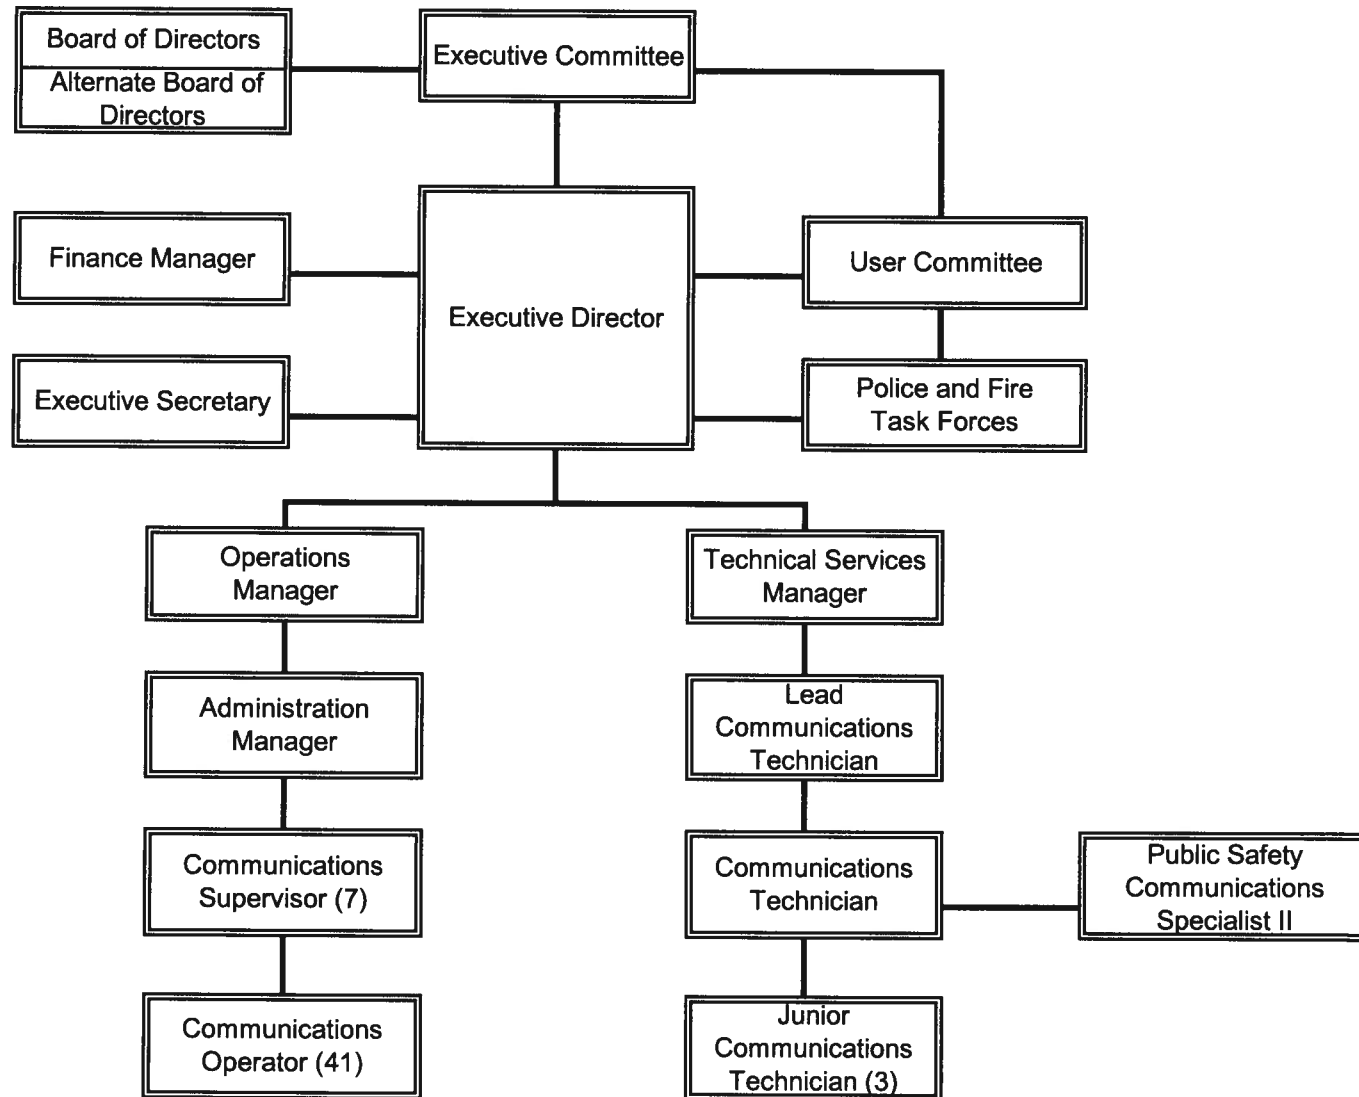 Board of Directors
Alternate Board of
Directors
Executive Committee
Finance Manager
Executive Director
User Committee
Executive Secretary
Police and Fire
Task Forces
Operations
Manager
Technical Services
Manager
Administration
Manager
Lead
Communications
Technician
Communications
Supervisor (7)
Communications
Technician
Public Safety
Communications
Specialist II
Communications
Operator (41)
Junior
Communications
Technician (3)